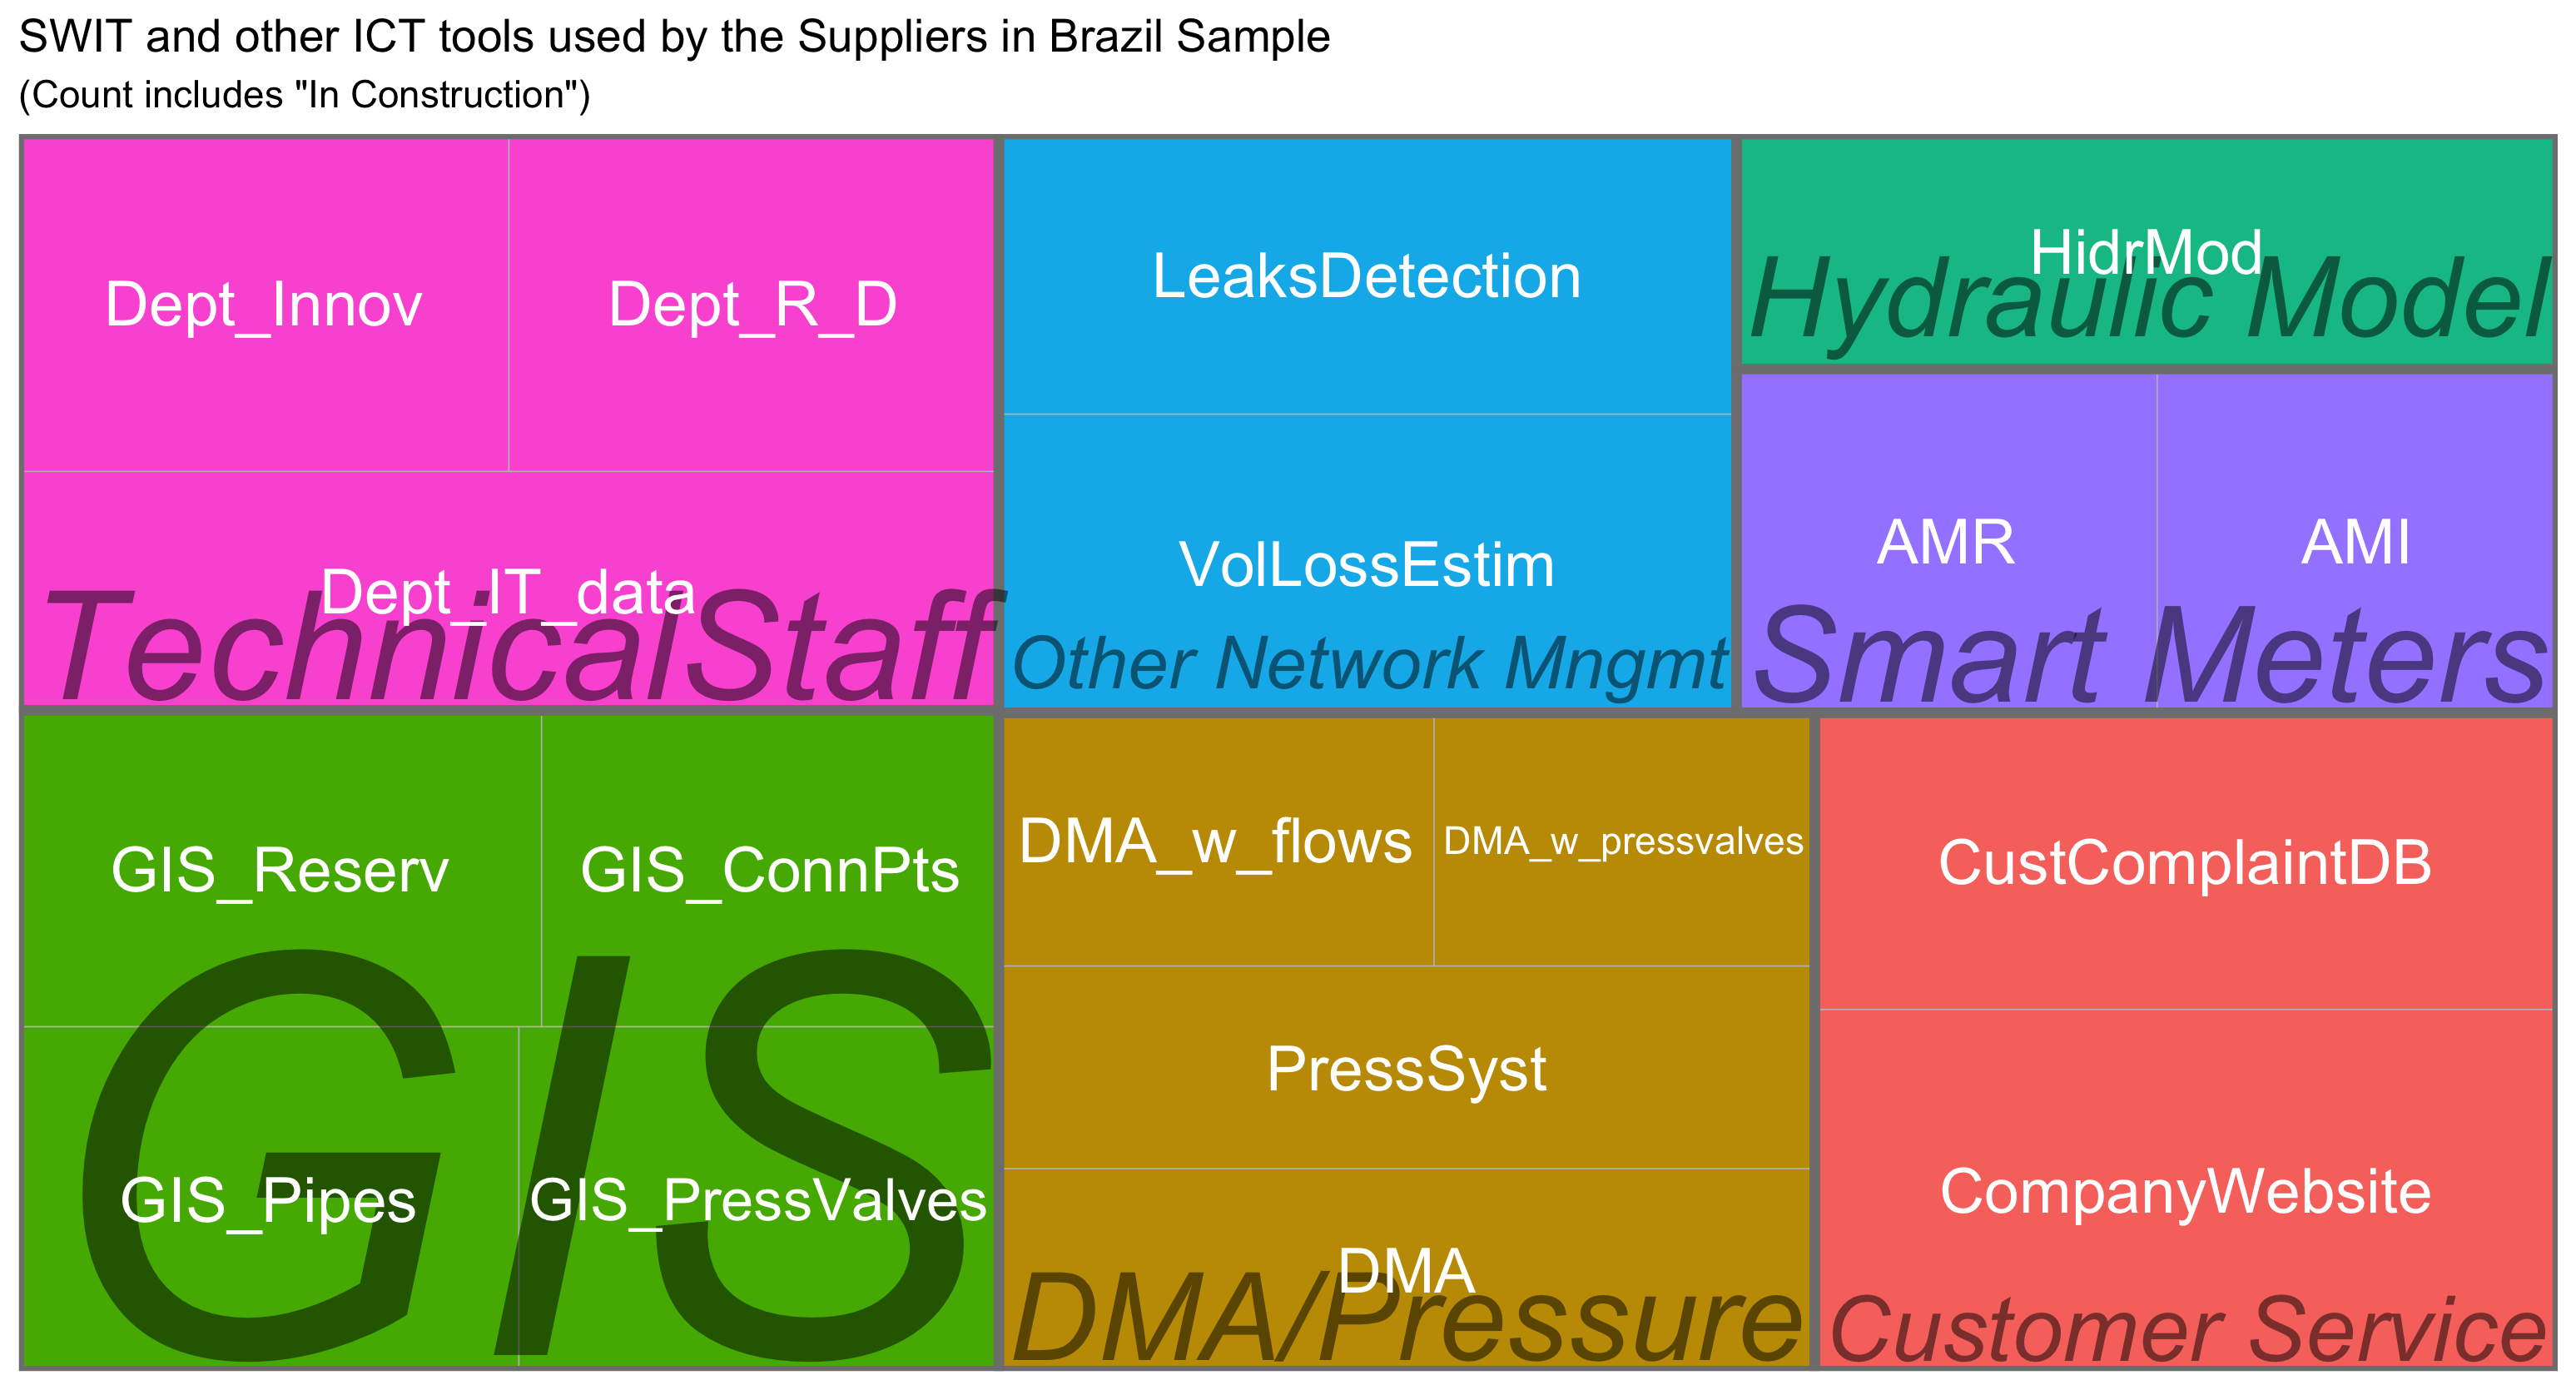 SWIT and other ICT tools used by the Suppliers in Brazil Sample
(Count includes "In Construction")
Dept_Innov
Dept_R_D
Dept_IT_data
TechnicalStaff
LeaksDetection
VolLossEstim
Other Network Mngmt
HidrMod
Hydraulic Model
AMR
AMI
Smart Meters
GIS_Reserv
GIS_ConnPts
GIS_Pipes
GIS_PressValves
GIS
DMA_w_flows
DMA_w_pressvalves
PressSyst
DMA
DMA/Pressure
CustComplaintDB
CompanyWebsite
Customer Service